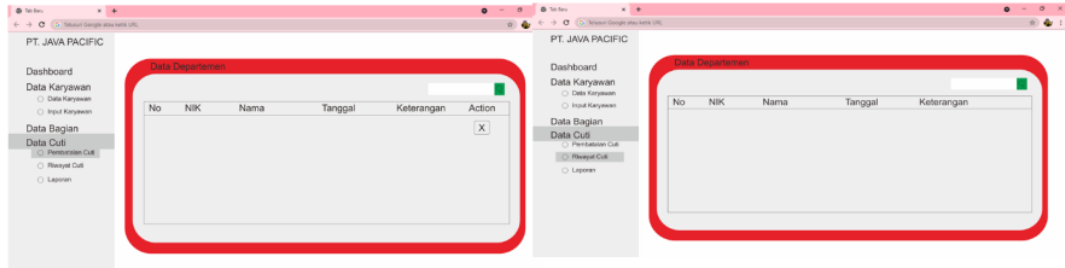 Tab Baru
Telusuri Google atau ketik URL
PT. JAVA PACIFIC
Dashboard
Data Karyawan
Data Karyawan
Input Karyawan
Data Bagian
Data Cuti
Pembatalan Cuti
Riwayat Cuti
Laporan
Data Departemen
No NIK Nama Tanggal Keterangan Action
X
Tab Baru
Telusuri Google atau ketik URL
PT. JAVA PACIFIC
Dashboard
Data Karyawan
Data Karyawan
Input Karyawan
Data Bagian
Data Cuti
Pembatalan Cuti
Riwayat Cuti
Laporan
Data Departemen
No NIK Nama Tanggal Keterangan